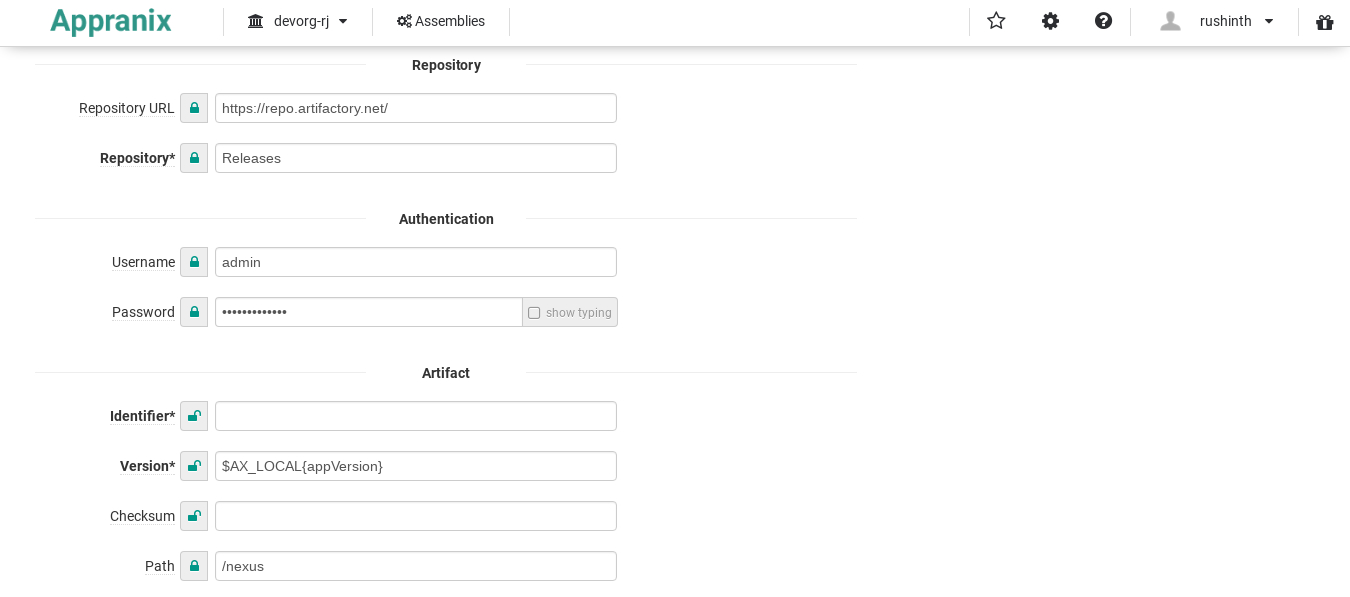 Appranix devorg-rj Assemblies rushinth
Repository
Repository URL https://repo.artifactory.net/
Repository* Releases
Authentication
Username admin
Password ••••••••••••• show typing
Artifact
Identifier*
Version* $AX_LOCAL{appVersion}
Checksum
Path /nexus